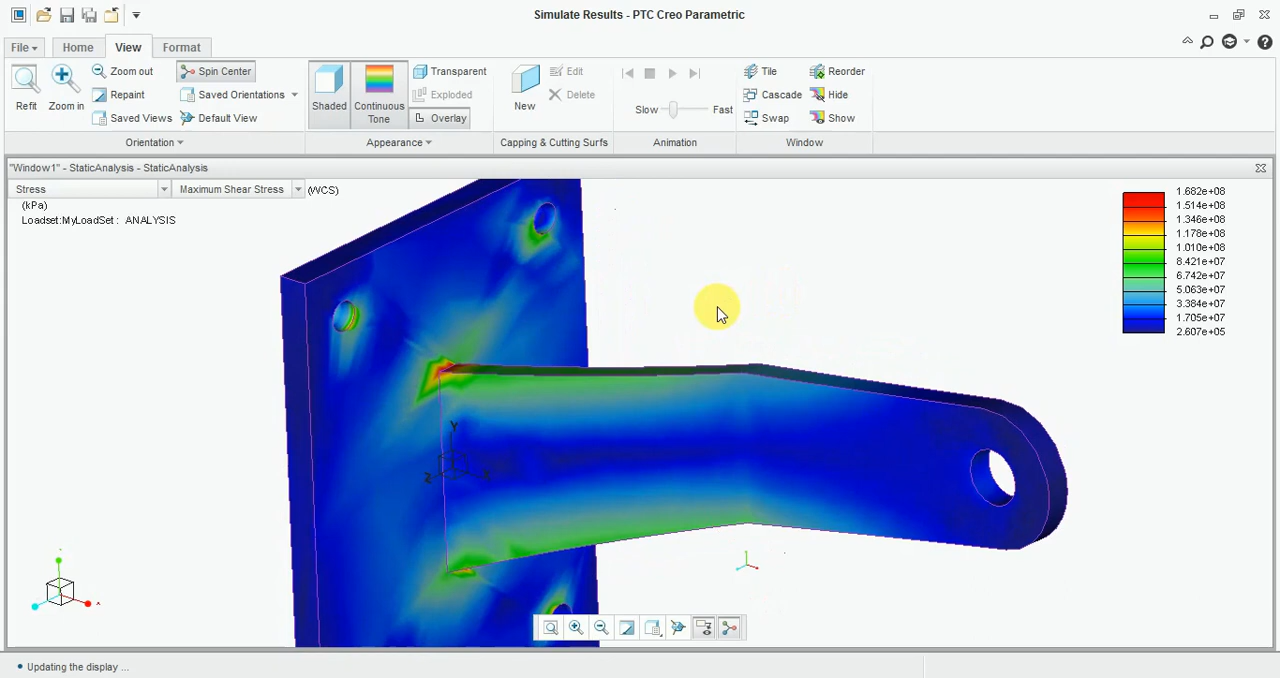 Simulate Results - PTC Creo Parametric
File Home View Format
Refit
Zoom in
Zoom out
Repaint
Saved Views
Spin Center
Saved Orientations
Default View
Orientation
Shaded
Continuous
Tone
Transparent
Exploded
Overlay
Appearance
New
Edit
Delete
Capping & Cutting Surfs
Slow Fast
Animation
Tile
Cascade
Swap
Reorder
Hide
Show
Window
"Window1" - StaticAnalysis - StaticAnalysis
Stress Maximum Shear Stress (WCS)
(kPa)
Loadset:MyLoadSet : ANALYSIS
1.682e+08
1.514e+08
1.346e+08
1.178e+08
1.010e+08
8.421e+07
6.742e+07
5.063e+07
3.384e+07
1.705e+07
2.607e+05
Y
Z
X
x
Updating the display ...